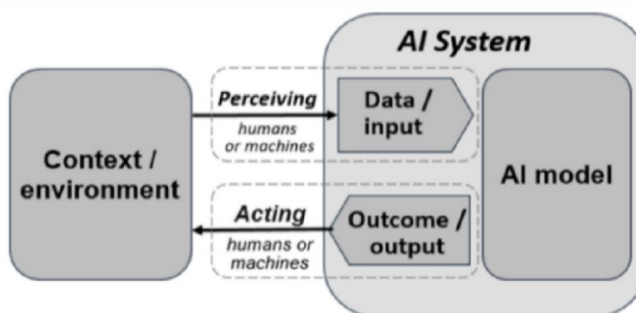 AI System
Perceiving
humans
or machines
Data /
input
Context /
environment
AI model
Acting
humans or
machines
Outcome /
output